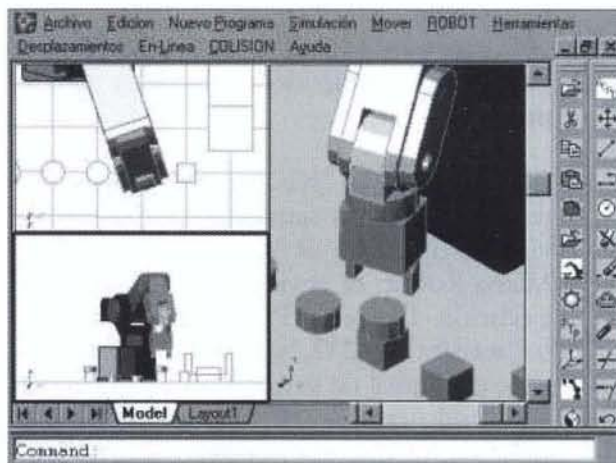 Archivo Edicion Nuevo Programa Simulación Mover ROBOT Herramientas
Desplazamientos En-Linea COLISION Ayuda
Model Layout1
Command: